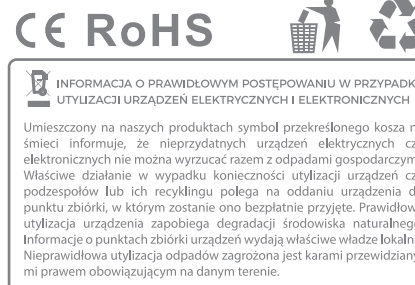 CE RoHS
INFORMACJA O PRAWIDŁOWYM POSTĘPOWANIU W PRZYPADK
UTYLIZACJI URZĄDZEŃ ELEKTRYCZNYCH I ELEKTRONICZNYCH
Umieszczony na naszych produktach symbol przekreślonego kosza n
śmieci informuje, że nieprzydatnych urządzeń elektrycznych cz
elektronicznych nie można wyrzucać razem z odpadami gospodarczym
Właściwe działanie w wypadku konieczności utylizacji urządzeń cz
podzespołów lub ich recyklingu polega na oddaniu urządzenia d
punktu zbiórki, w którym zostanie ono bezpłatnie przyjęte. Prawidłow
utylizacja urządzenia zapobiega degradacji środowiska naturalneg
Informacje o punktach zbiórki urządzeń wydają właściwe władze lokaln
Nieprawidłowa utylizacja odpadów zagrożona jest karami przewidziany
mi prawem obowiązującym na danym terenie.